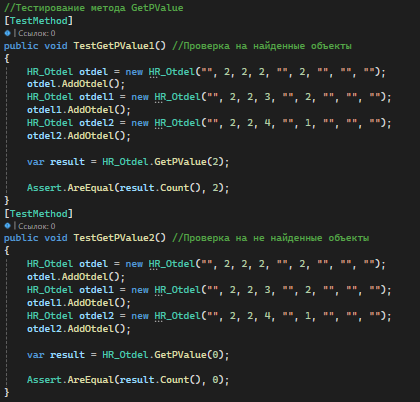 //Тестирование метода GetPValue
[TestMethod]
| Ссылок: 0
public void TestGetPValue1() //Проверка на найденные объекты
{
HR_Otdel otdel = new HR_Otdel("", 2, 2, 2, "", 2, "", "", "");
otdel.AddOtdel();
HR_Otdel otdel1 = new HR_Otdel("", 2, 2, 3, "", 2, "", "", "");
otdel1.AddOtdel();
HR_Otdel otdel2 = new HR_Otdel("", 2, 2, 4, "", 1, "", "", "");
otdel2.AddOtdel();
var result = HR_Otdel.GetPValue(2);
Assert.AreEqual(result.Count(), 2);
}
[TestMethod]
| Ссылок: 0
public void TestGetPValue2() //Проверка на не найденные объекты
{
HR_Otdel otdel = new HR_Otdel("", 2, 2, 2, "", 2, "", "", "");
otdel.AddOtdel();
HR_Otdel otdel1 = new HR_Otdel("", 2, 2, 3, "", 2, "", "", "");
otdel1.AddOtdel();
HR_Otdel otdel2 = new HR_Otdel("", 2, 2, 4, "", 1, "", "", "");
otdel2.AddOtdel();
var result = HR_Otdel.GetPValue(0);
Assert.AreEqual(result.Count(), 0);
}